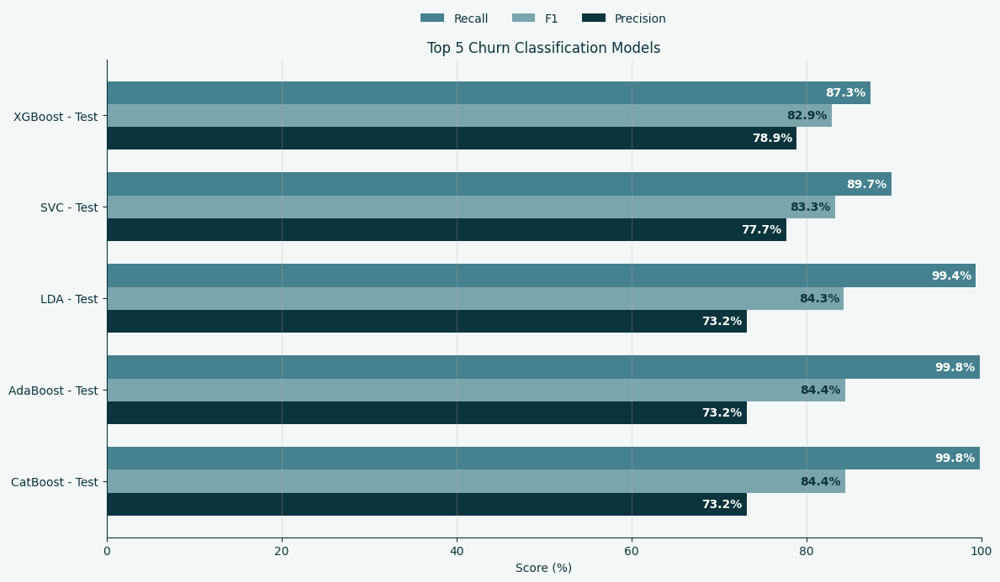 Recall F1 Precision
Top 5 Churn Classification Models
XGBoost - Test
87.3%
82.9%
78.9%
SVC - Test
89.7%
83.3%
77.7%
LDA - Test
99.4%
84.3%
73.2%
AdaBoost - Test
99.8%
84.4%
73.2%
CatBoost - Test
99.8%
84.4%
73.2%
0 20 40 60 80 100
Score (%)